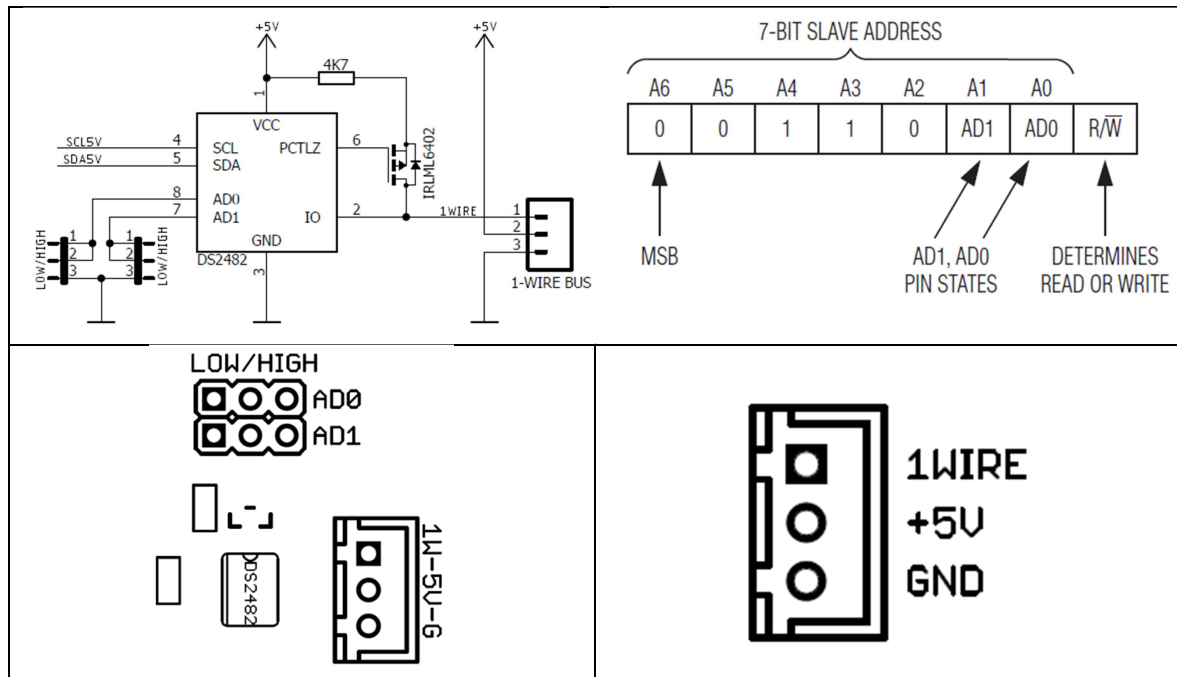 +5V
+5V
4K7
1
VCC
SCL5V
4
SCL
PCTLZ
6
SDA5V
5
SDA
IRLML6402
8
AD0
7
AD1
IO
2
1WIRE
1
2
3
GND
DS2482
3
1-WIRE BUS
LOW/HIGH
1
2
3
1
2
3
LOW/HIGH
7-BIT SLAVE ADDRESS
A6 A5 A4 A3 A2 A1 A0
0 0 1 1 0 AD1 AD0 R/W̅
MSB
AD1, AD0
PIN STATES
DETERMINES
READ OR WRITE
LOW/HIGH
AD0
AD1
DS2482
1W-5V-G
1WIRE
+5V
GND